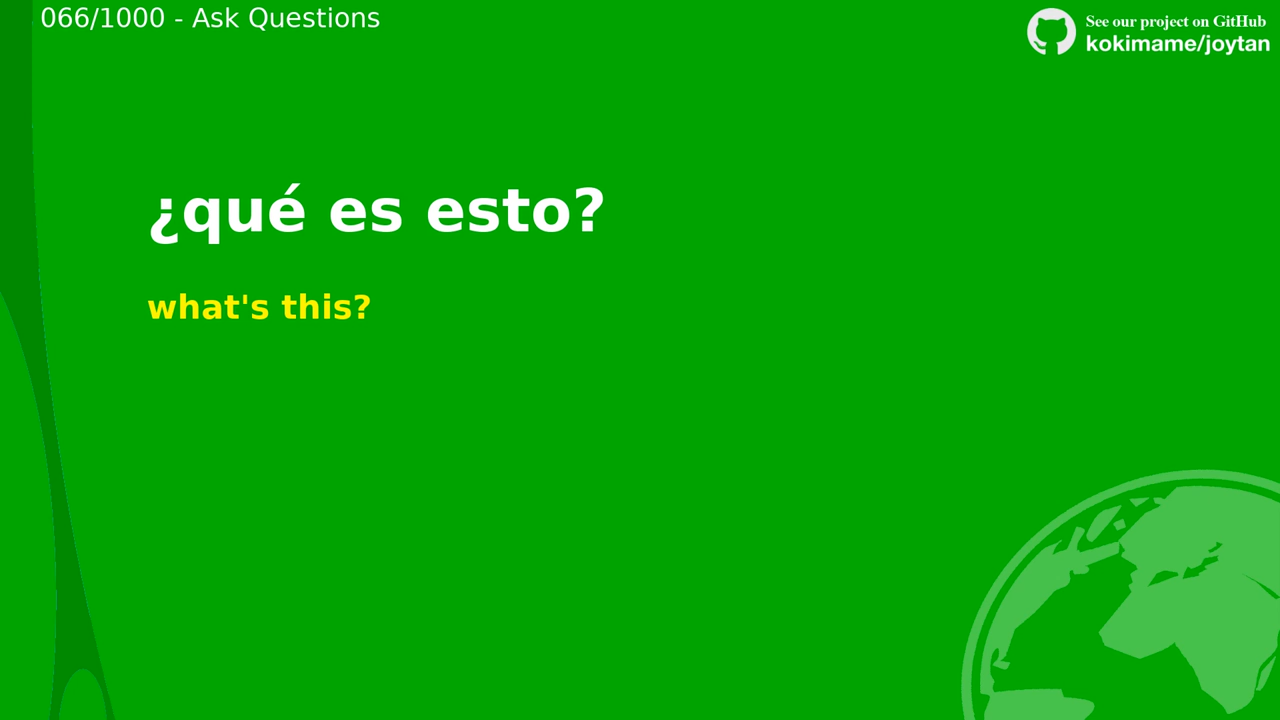 066/1000 - Ask Questions
See our project on GitHub
kokimame/joytan
¿qué es esto?
what's this?